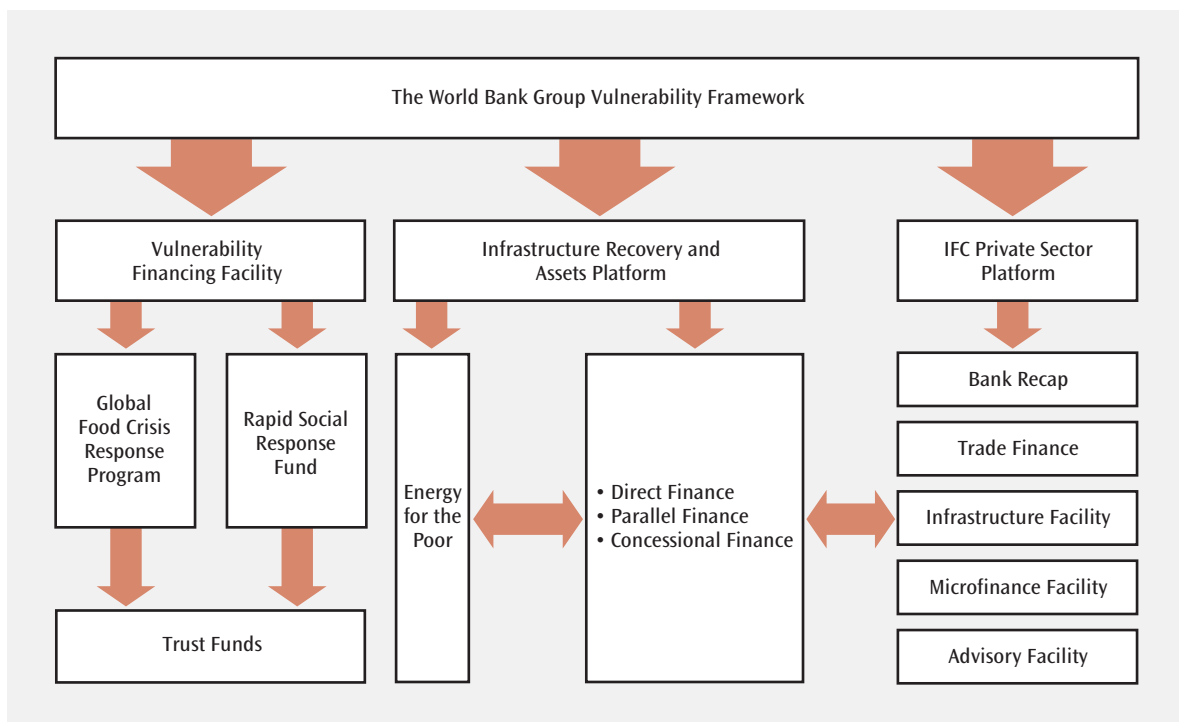 The World Bank Group Vulnerability Framework
Vulnerability
Financing Facility
Infrastructure Recovery and
Assets Platform
IFC Private Sector
Platform
Global
Food Crisis
Response
Program
Rapid Social
Response
Fund
Trust Funds
Energy
for the
Poor
• Direct Finance
• Parallel Finance
• Concessional Finance
Bank Recap
Trade Finance
Infrastructure Facility
Microfinance Facility
Advisory Facility